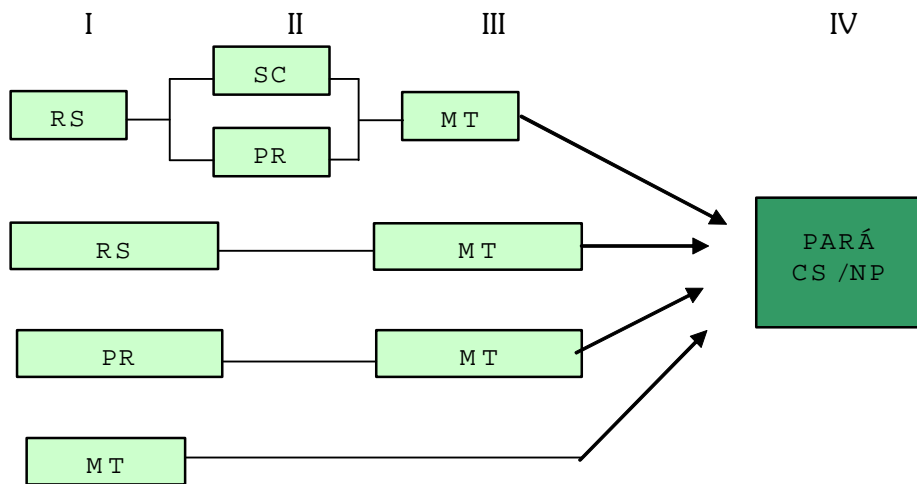 I II III IV
SC
RS MT
PR
RS MT
PARÁ
CS /NP
PR MT
MT